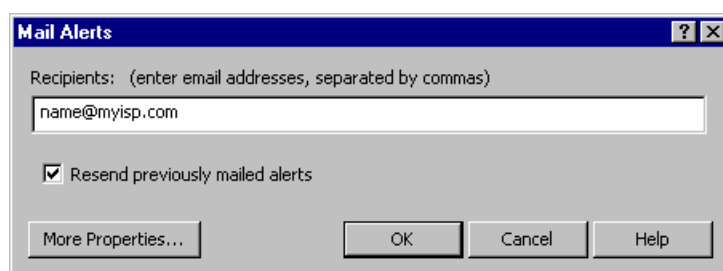 Mail Alerts
Recipients: (enter email addresses, separated by commas)
name@myisp.com
Resend previously mailed alerts
More Properties... OK Cancel Help